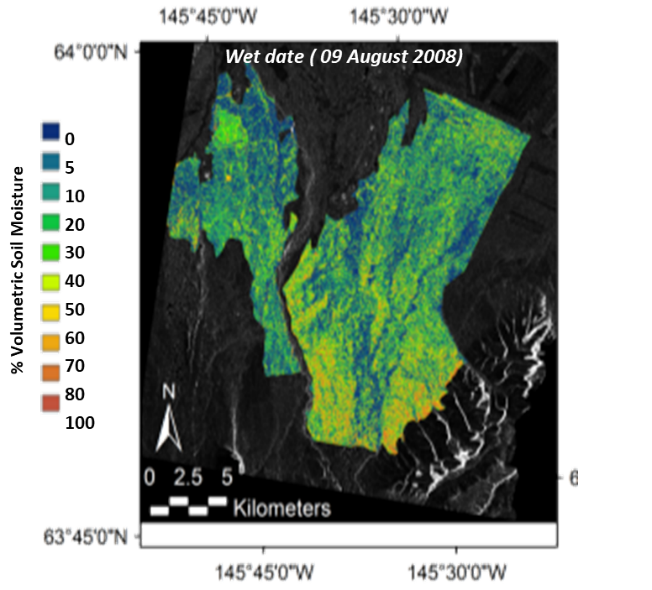 145°45'0"W 145°30'0"W
64°0'0"N
Wet date ( 09 August 2008)
% Volumetric Soil Moisture
0
5
10
20
30
40
50
60
70
80
100
N
0 2.5 5
Kilometers
6
63°45'0"N
145°45'0"W 145°30'0"W